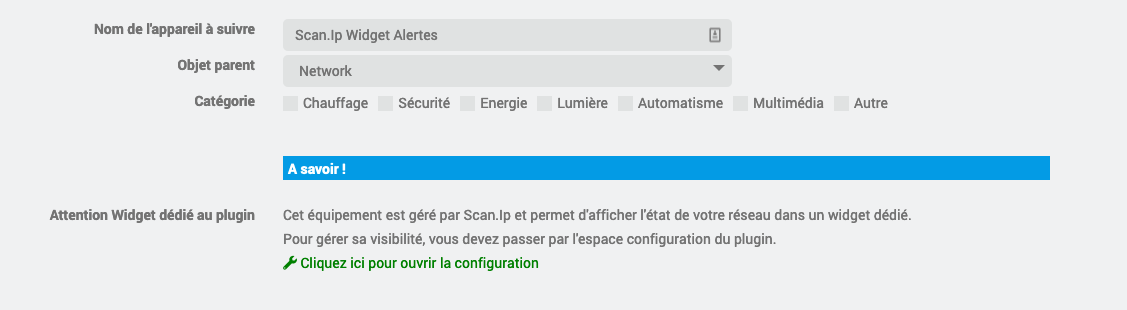 Nom de l'appareil à suivre Scan.Ip Widget Alertes
Objet parent Network
Catégorie Chauffage Sécurité Energie Lumière Automatisme Multimédia Autre
A savoir !
Attention Widget dédié au plugin Cet équipement est géré par Scan.Ip et permet d'afficher l'état de votre réseau dans un widget dédié.
Pour gérer sa visibilité, vous devez passer par l'espace configuration du plugin.
Cliquez ici pour ouvrir la configuration